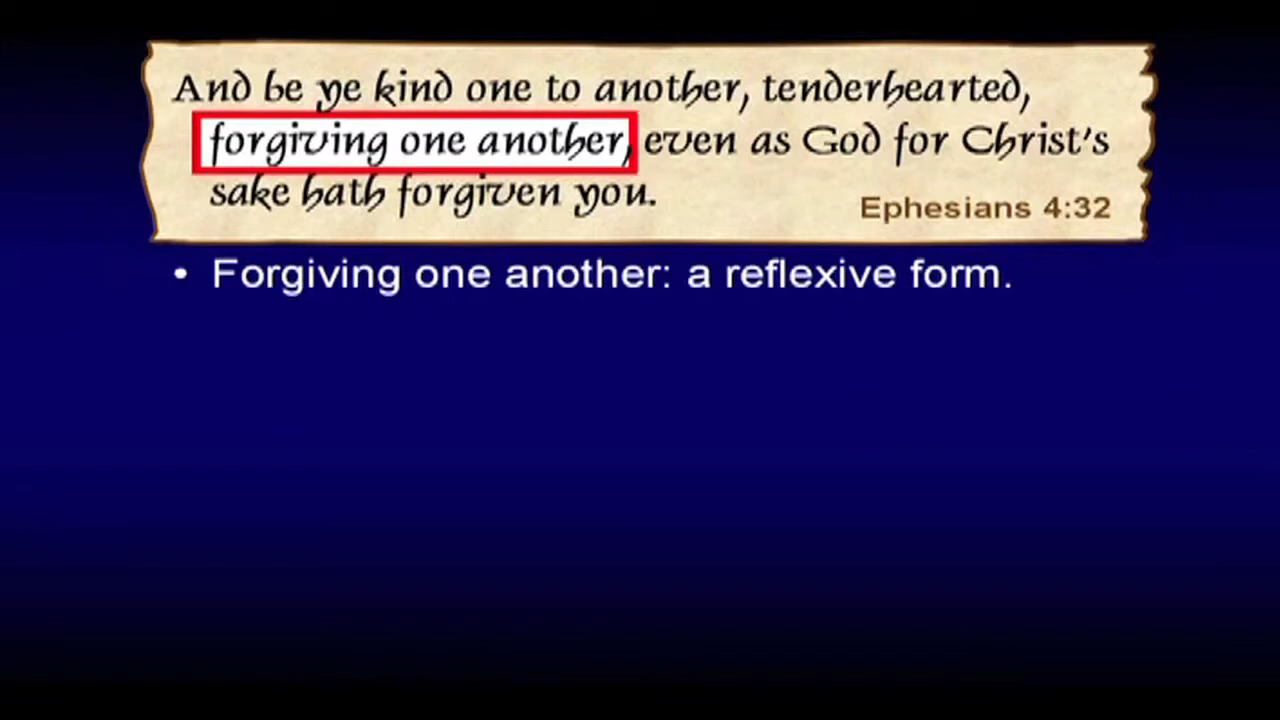 And be ye kind one to another, tenderhearted,
forgiving one another, even as God for Christ's
sake hath forgiven you.
Ephesians 4:32
• Forgiving one another: a reflexive form.